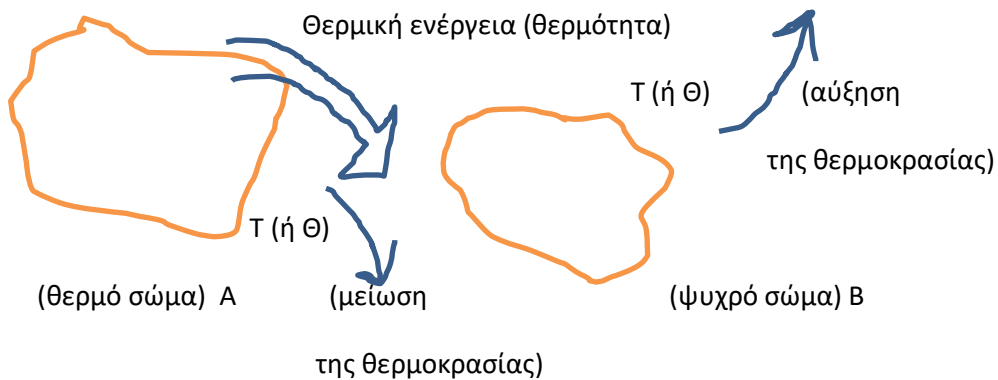 Θερμική ενέργεια (θερμότητα)
Τ (ή Θ) (αύξηση
της θερμοκρασίας)
Τ (ή Θ)
(θερμό σώμα) Α (μείωση (ψυχρό σώμα) Β
της θερμοκρασίας)